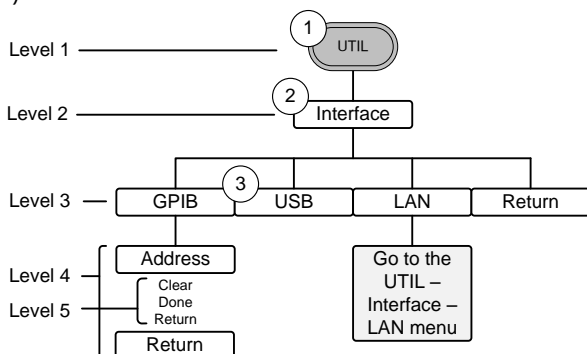 )
Level 1
1
UTIL
Level 2
2
Interface
Level 3
GPIB
3
USB
LAN
Return
Level 4
Address
Level 5
Clear
Done
Return
Return
Go to the
UTIL –
Interface –
LAN menu